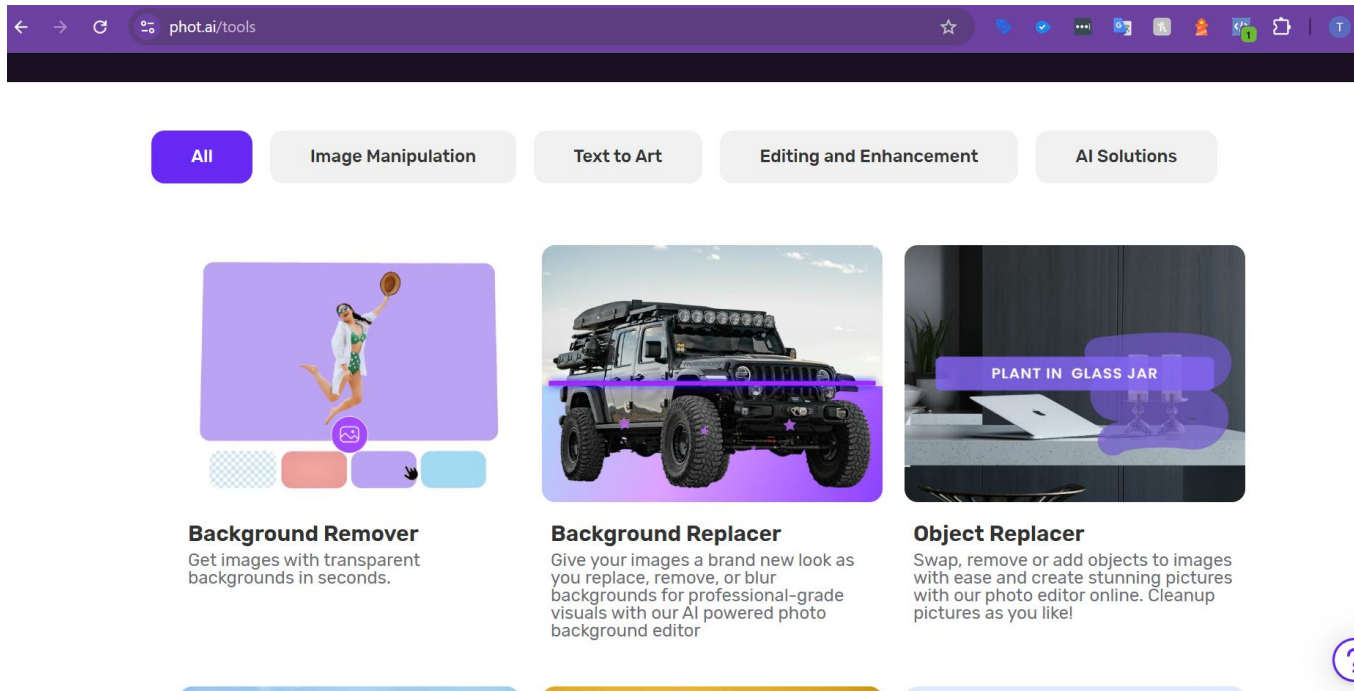 phot.ai/tools
1
T
All
Image Manipulation
Text to Art
Editing and Enhancement
AI Solutions
PLANT IN GLASS JAR
Background Remover
Get images with transparent
backgrounds in seconds.
Background Replacer
Give your images a brand new look as
you replace, remove, or blur
backgrounds for professional-grade
visuals with our AI powered photo
background editor
Object Replacer
Swap, remove or add objects to images
with ease and create stunning pictures
with our photo editor online. Cleanup
pictures as you like!
?